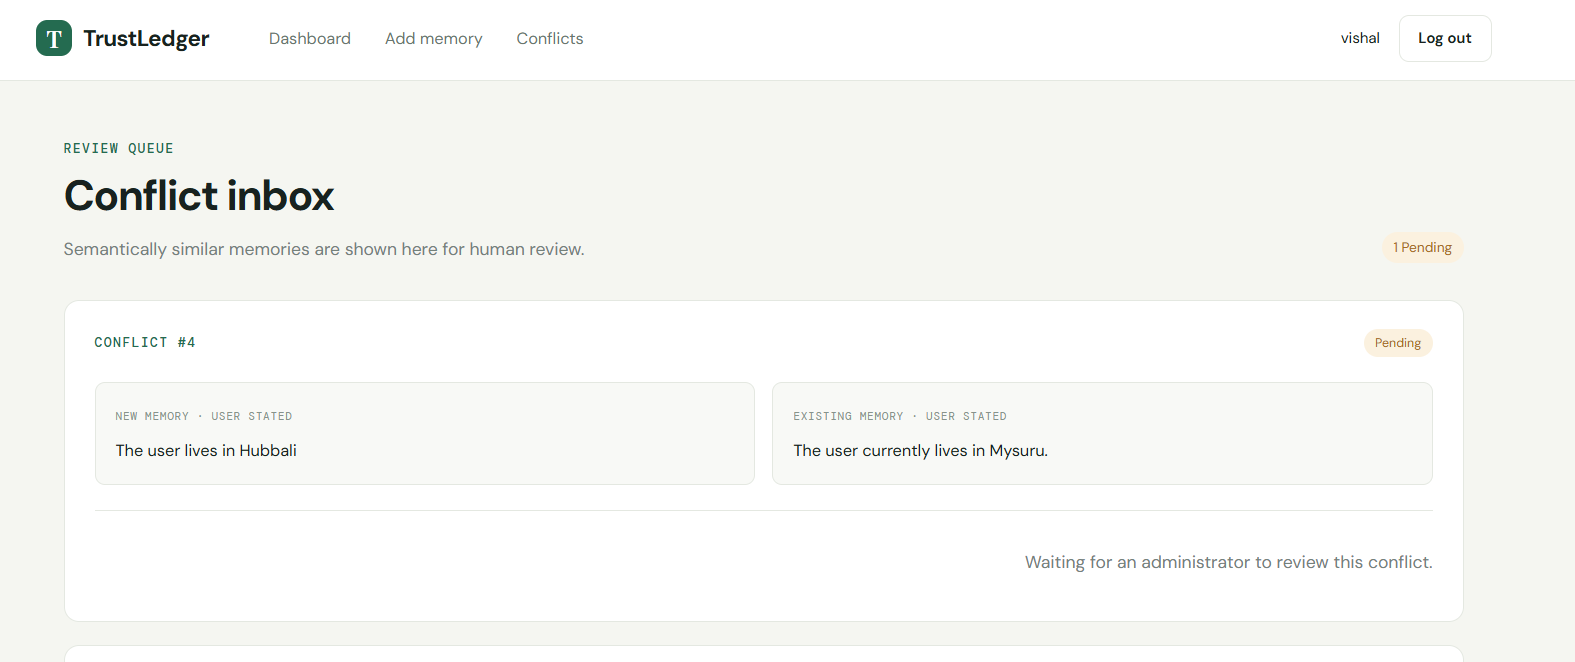 T TrustLedger Dashboard Add memory Conflicts vishal Log out
REVIEW QUEUE
Conflict inbox
Semantically similar memories are shown here for human review. 1 Pending
CONFLICT #4 Pending
NEW MEMORY · USER STATED
The user lives in Hubbali
EXISTING MEMORY · USER STATED
The user currently lives in Mysuru.
Waiting for an administrator to review this conflict.